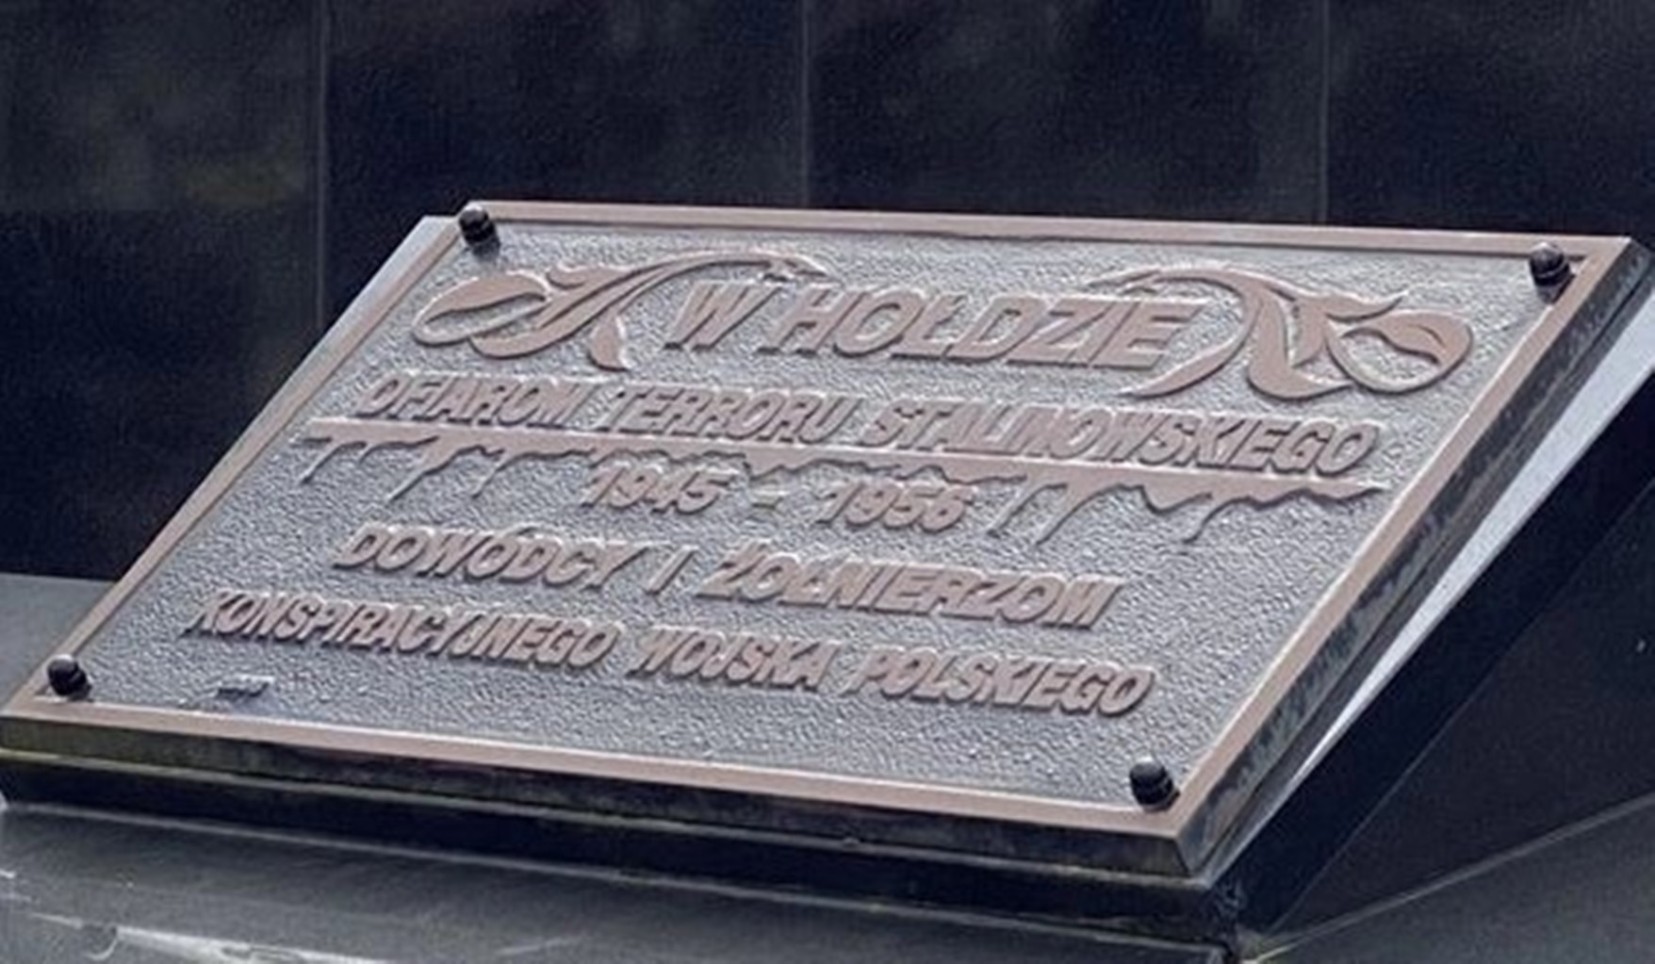 W HOŁDZIE
OFIAROM TERRORU STALINOWSKIEGO
1945 - 1956
DOWÓDCY I ŻOŁNIERZOM
KONSPIRACYJNEGO WOJSKA POLSKIEGO